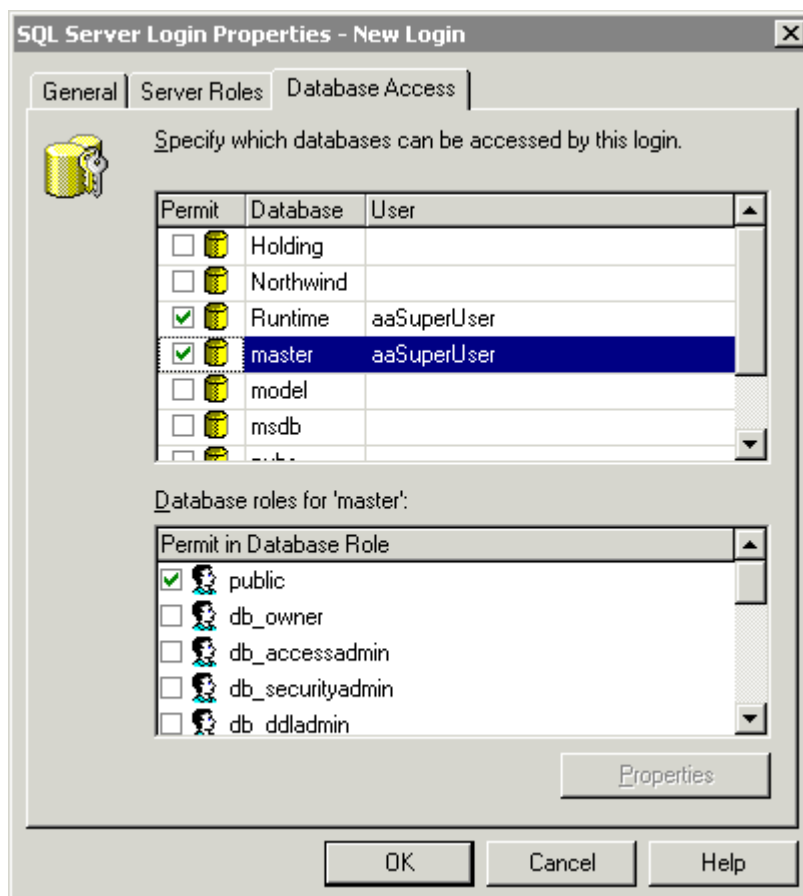 SQL Server Login Properties - New Login
General Server Roles Database Access
Specify which databases can be accessed by this login.
Permit Database User
Holding
Northwind
Runtime aaSuperUser
master aaSuperUser
model
msdb
Database roles for 'master':
Permit in Database Role
public
db_owner
db_accessadmin
db_securityadmin
db_ddladmin
Properties
OK Cancel Help